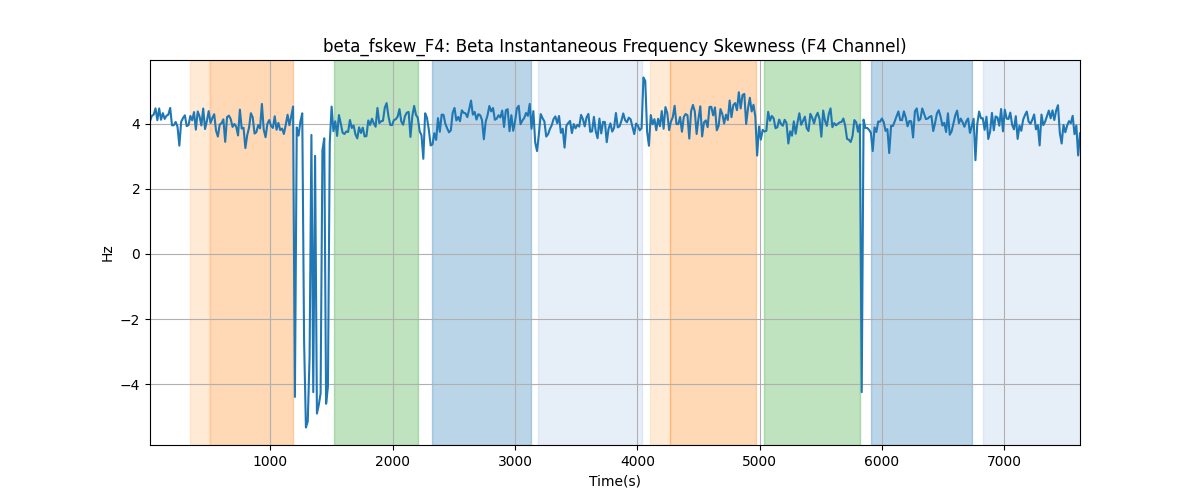 beta_fskew_F4: Beta Instantaneous Frequency Skewness (F4 Channel)
4
2
0
−2
−4
Hz
1000 2000 3000 4000 5000 6000 7000
Time(s)